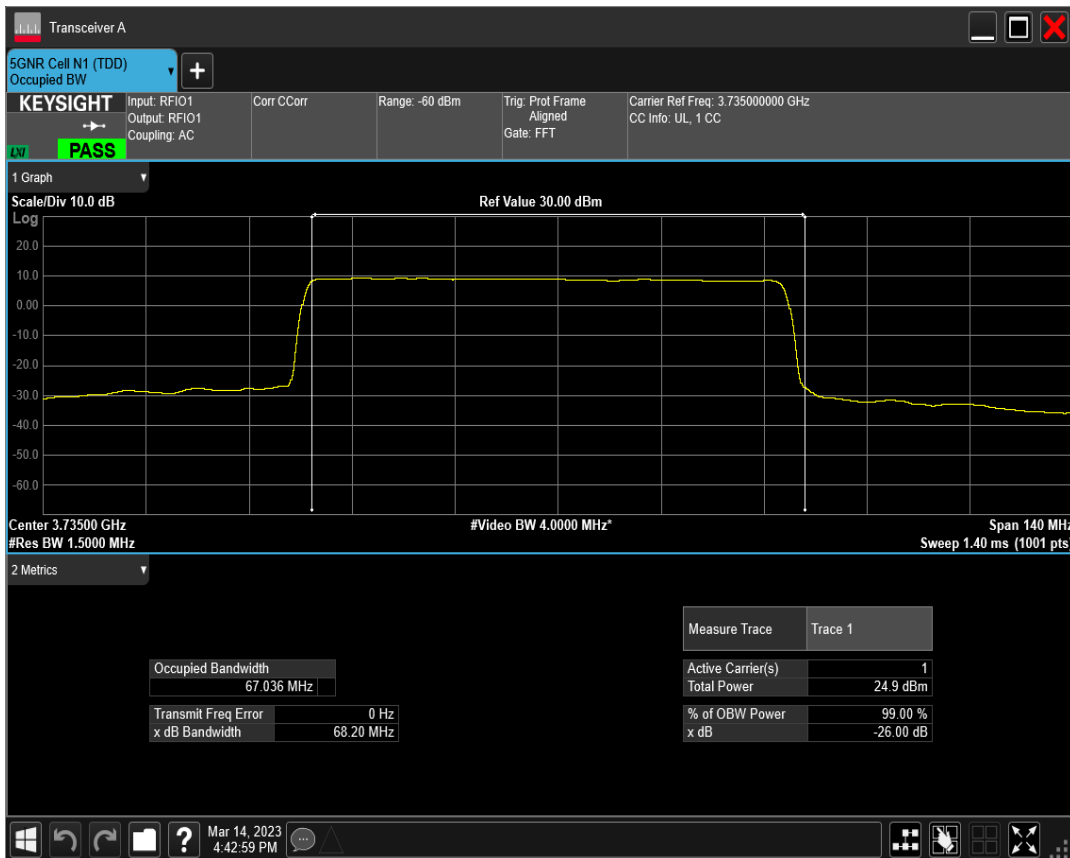 Transceiver A
5GNR Cell N1 (TDD)
Occupied BW
KEYSIGHT
LXI
PASS
Input: RFIO1
Output: RFIO1
Coupling: AC
Corr CCorr
Range: -60 dBm
Trig: Prot Frame
Aligned
Gate: FFT
Carrier Ref Freq: 3.735000000 GHz
CC Info: UL, 1 CC
1 Graph
Scale/Div 10.0 dB
Ref Value 30.00 dBm
Log
20.0
10.0
0.00
-10.0
-20.0
-30.0
-40.0
-50.0
-60.0
Center 3.73500 GHz
#Video BW 4.0000 MHz*
Span 140 MHz
#Res BW 1.5000 MHz
Sweep 1.40 ms (1001 pts)
2 Metrics
Measure Trace Trace 1
Occupied Bandwidth
67.036 MHz
Active Carrier(s) 1
Total Power 24.9 dBm
Transmit Freq Error 0 Hz
x dB Bandwidth 68.20 MHz
% of OBW Power 99.00 %
x dB -26.00 dB
?
Mar 14, 2023
4:42:59 PM